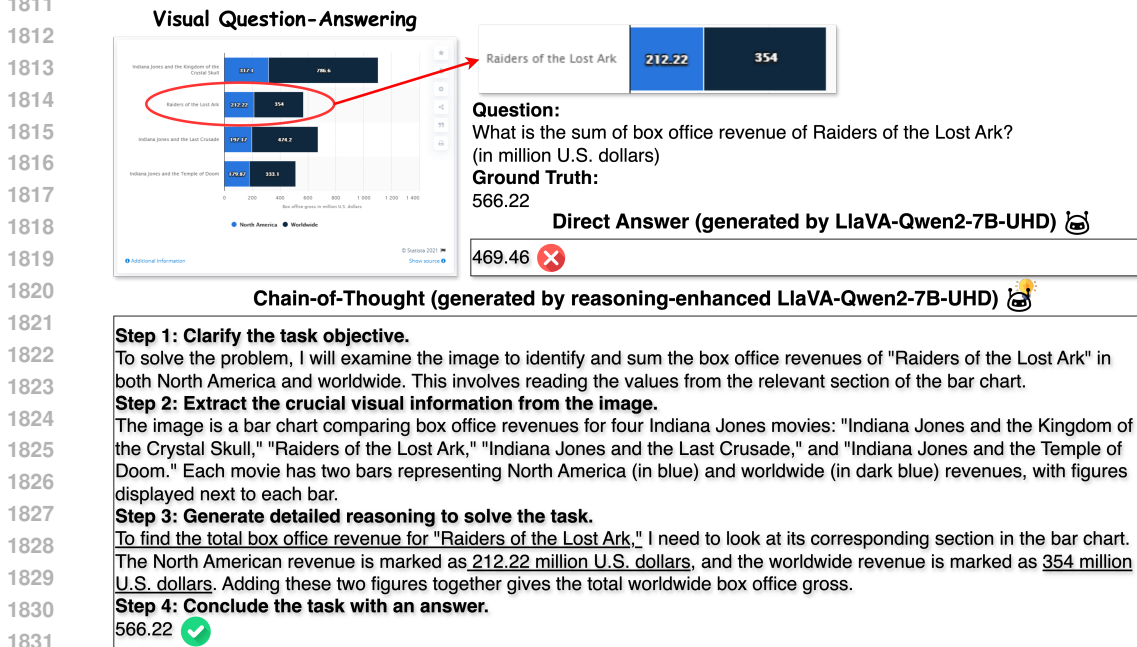 1811
1812
1813
1814
1815
1816
1817
1818
1819
1820
1821
1822
1823
1824
1825
1826
1827
1828
1829
1830
1831
Visual Question-Answering
Indiana Jones and the Kingdom of the
Crystal Skull
317.1
786.6
Raiders of the Lost Ark
212.22
354
Indiana Jones and the Last Crusade
197.17
474.2
Indiana Jones and the Temple of Doom
179.87
333.1
0 200 400 600 800 1 000 1 200 1 400
Box office gross in million U.S. dollars
North America Worldwide
© Statista 2021
Additional Information
Show source
Raiders of the Lost Ark 212.22 354
Question:
What is the sum of box office revenue of Raiders of the Lost Ark?
(in million U.S. dollars)
Ground Truth:
566.22
Direct Answer (generated by LlaVA-Qwen2-7B-UHD)
469.46
Chain-of-Thought (generated by reasoning-enhanced LlaVA-Qwen2-7B-UHD)
Step 1: Clarify the task objective.
To solve the problem, I will examine the image to identify and sum the box office revenues of "Raiders of the Lost Ark" in
both North America and worldwide. This involves reading the values from the relevant section of the bar chart.
Step 2: Extract the crucial visual information from the image.
The image is a bar chart comparing box office revenues for four Indiana Jones movies: "Indiana Jones and the Kingdom of
the Crystal Skull," "Raiders of the Lost Ark," "Indiana Jones and the Last Crusade," and "Indiana Jones and the Temple of
Doom." Each movie has two bars representing North America (in blue) and worldwide (in dark blue) revenues, with figures
displayed next to each bar.
Step 3: Generate detailed reasoning to solve the task.
To find the total box office revenue for "Raiders of the Lost Ark," I need to look at its corresponding section in the bar chart.
The North American revenue is marked as 212.22 million U.S. dollars, and the worldwide revenue is marked as 354 million
U.S. dollars. Adding these two figures together gives the total worldwide box office gross.
Step 4: Conclude the task with an answer.
566.22